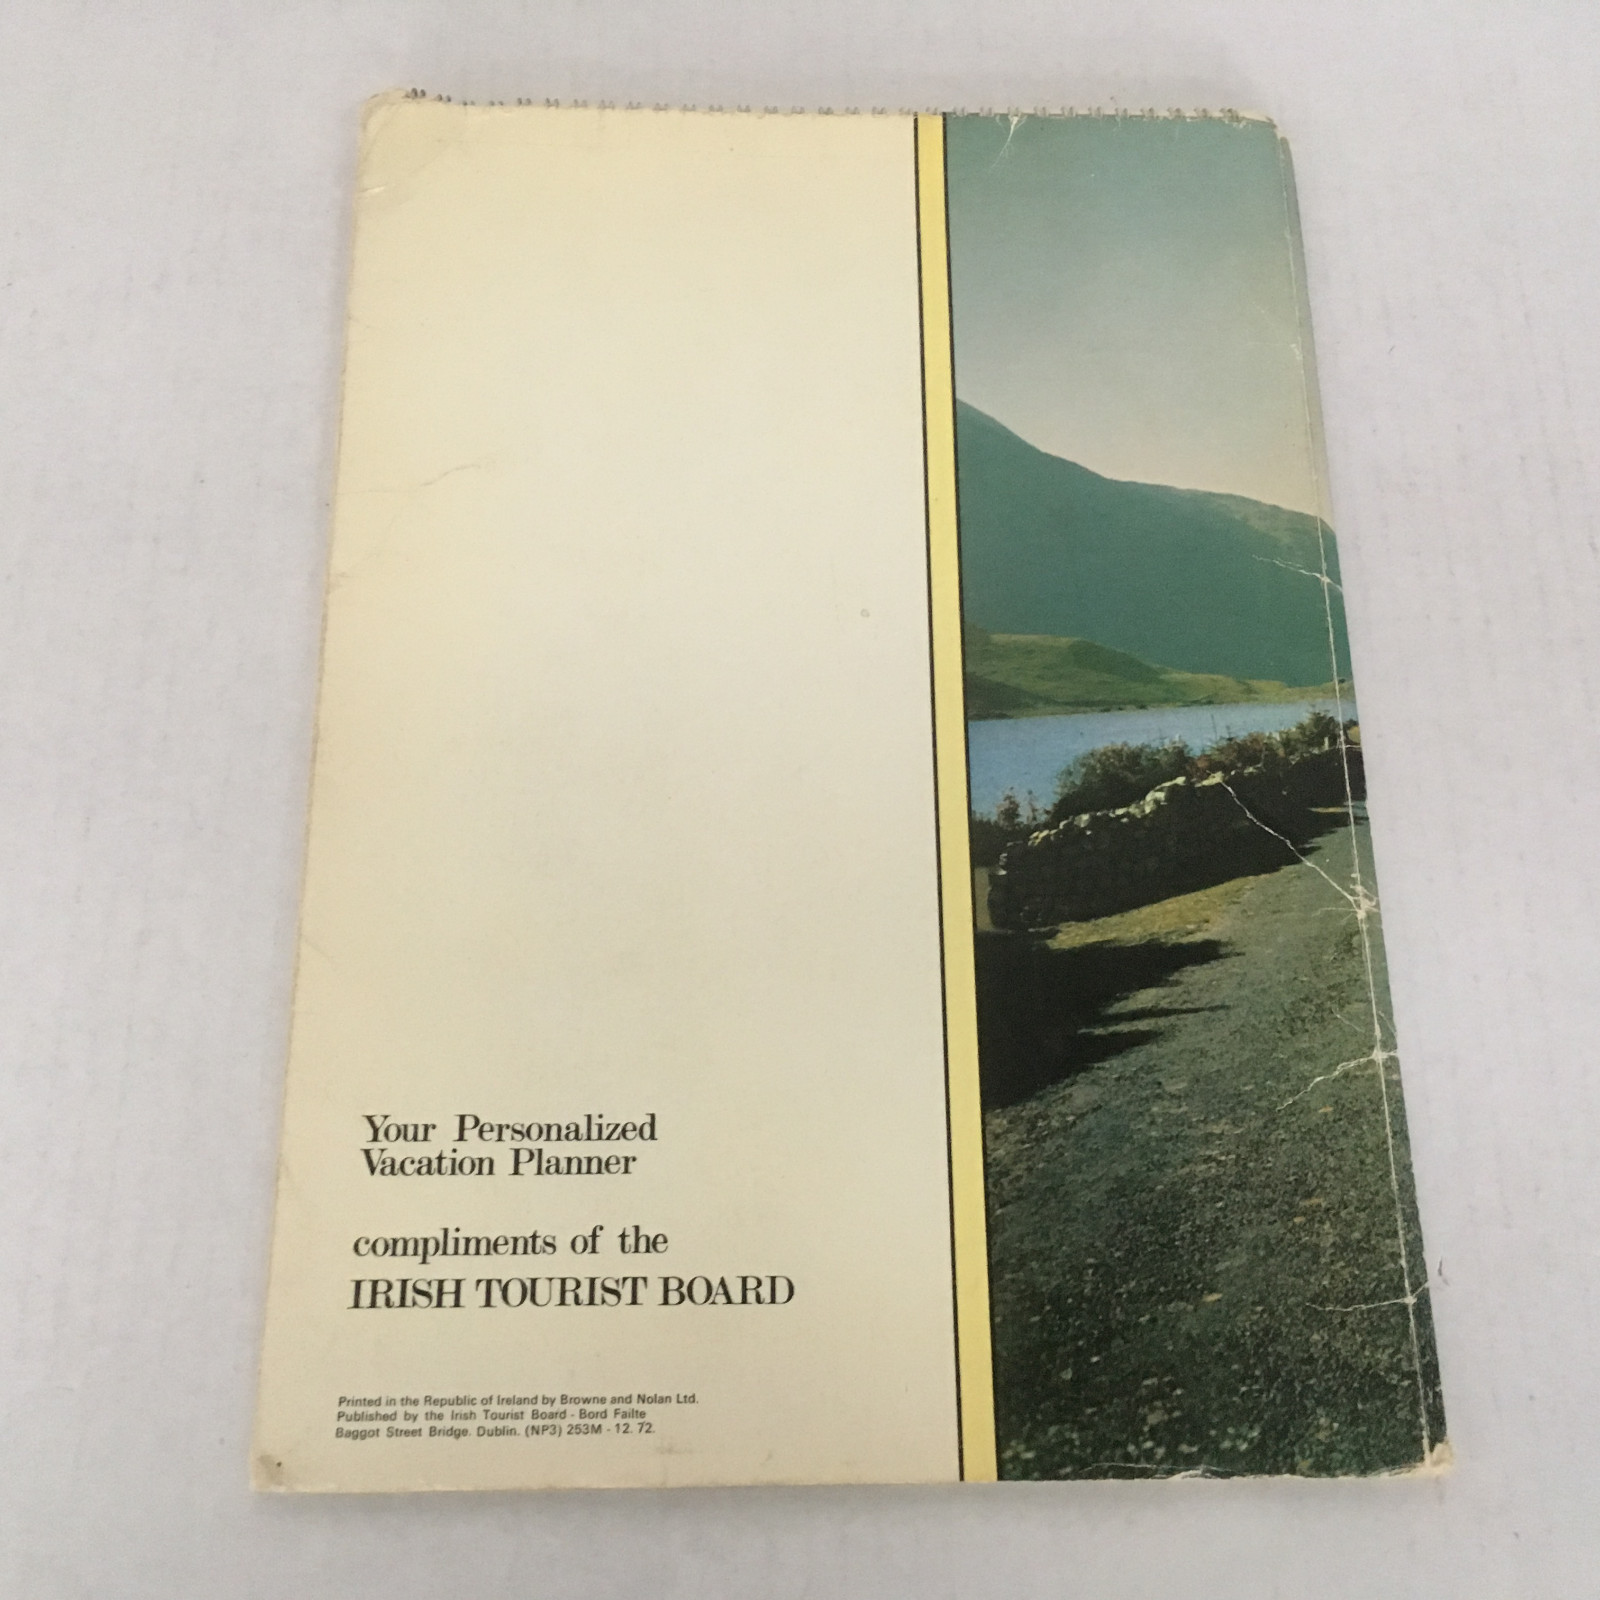 Your Personalized
Vacation Planner
compliments of the
IRISH TOURIST BOARD
Printed in the Republic of Ireland by Browne and Nolan Ltd.
Published by the Irish Tourist Board - Bord Failte
Baggot Street Bridge. Dublin. (NP3) 253M - 12. 72.